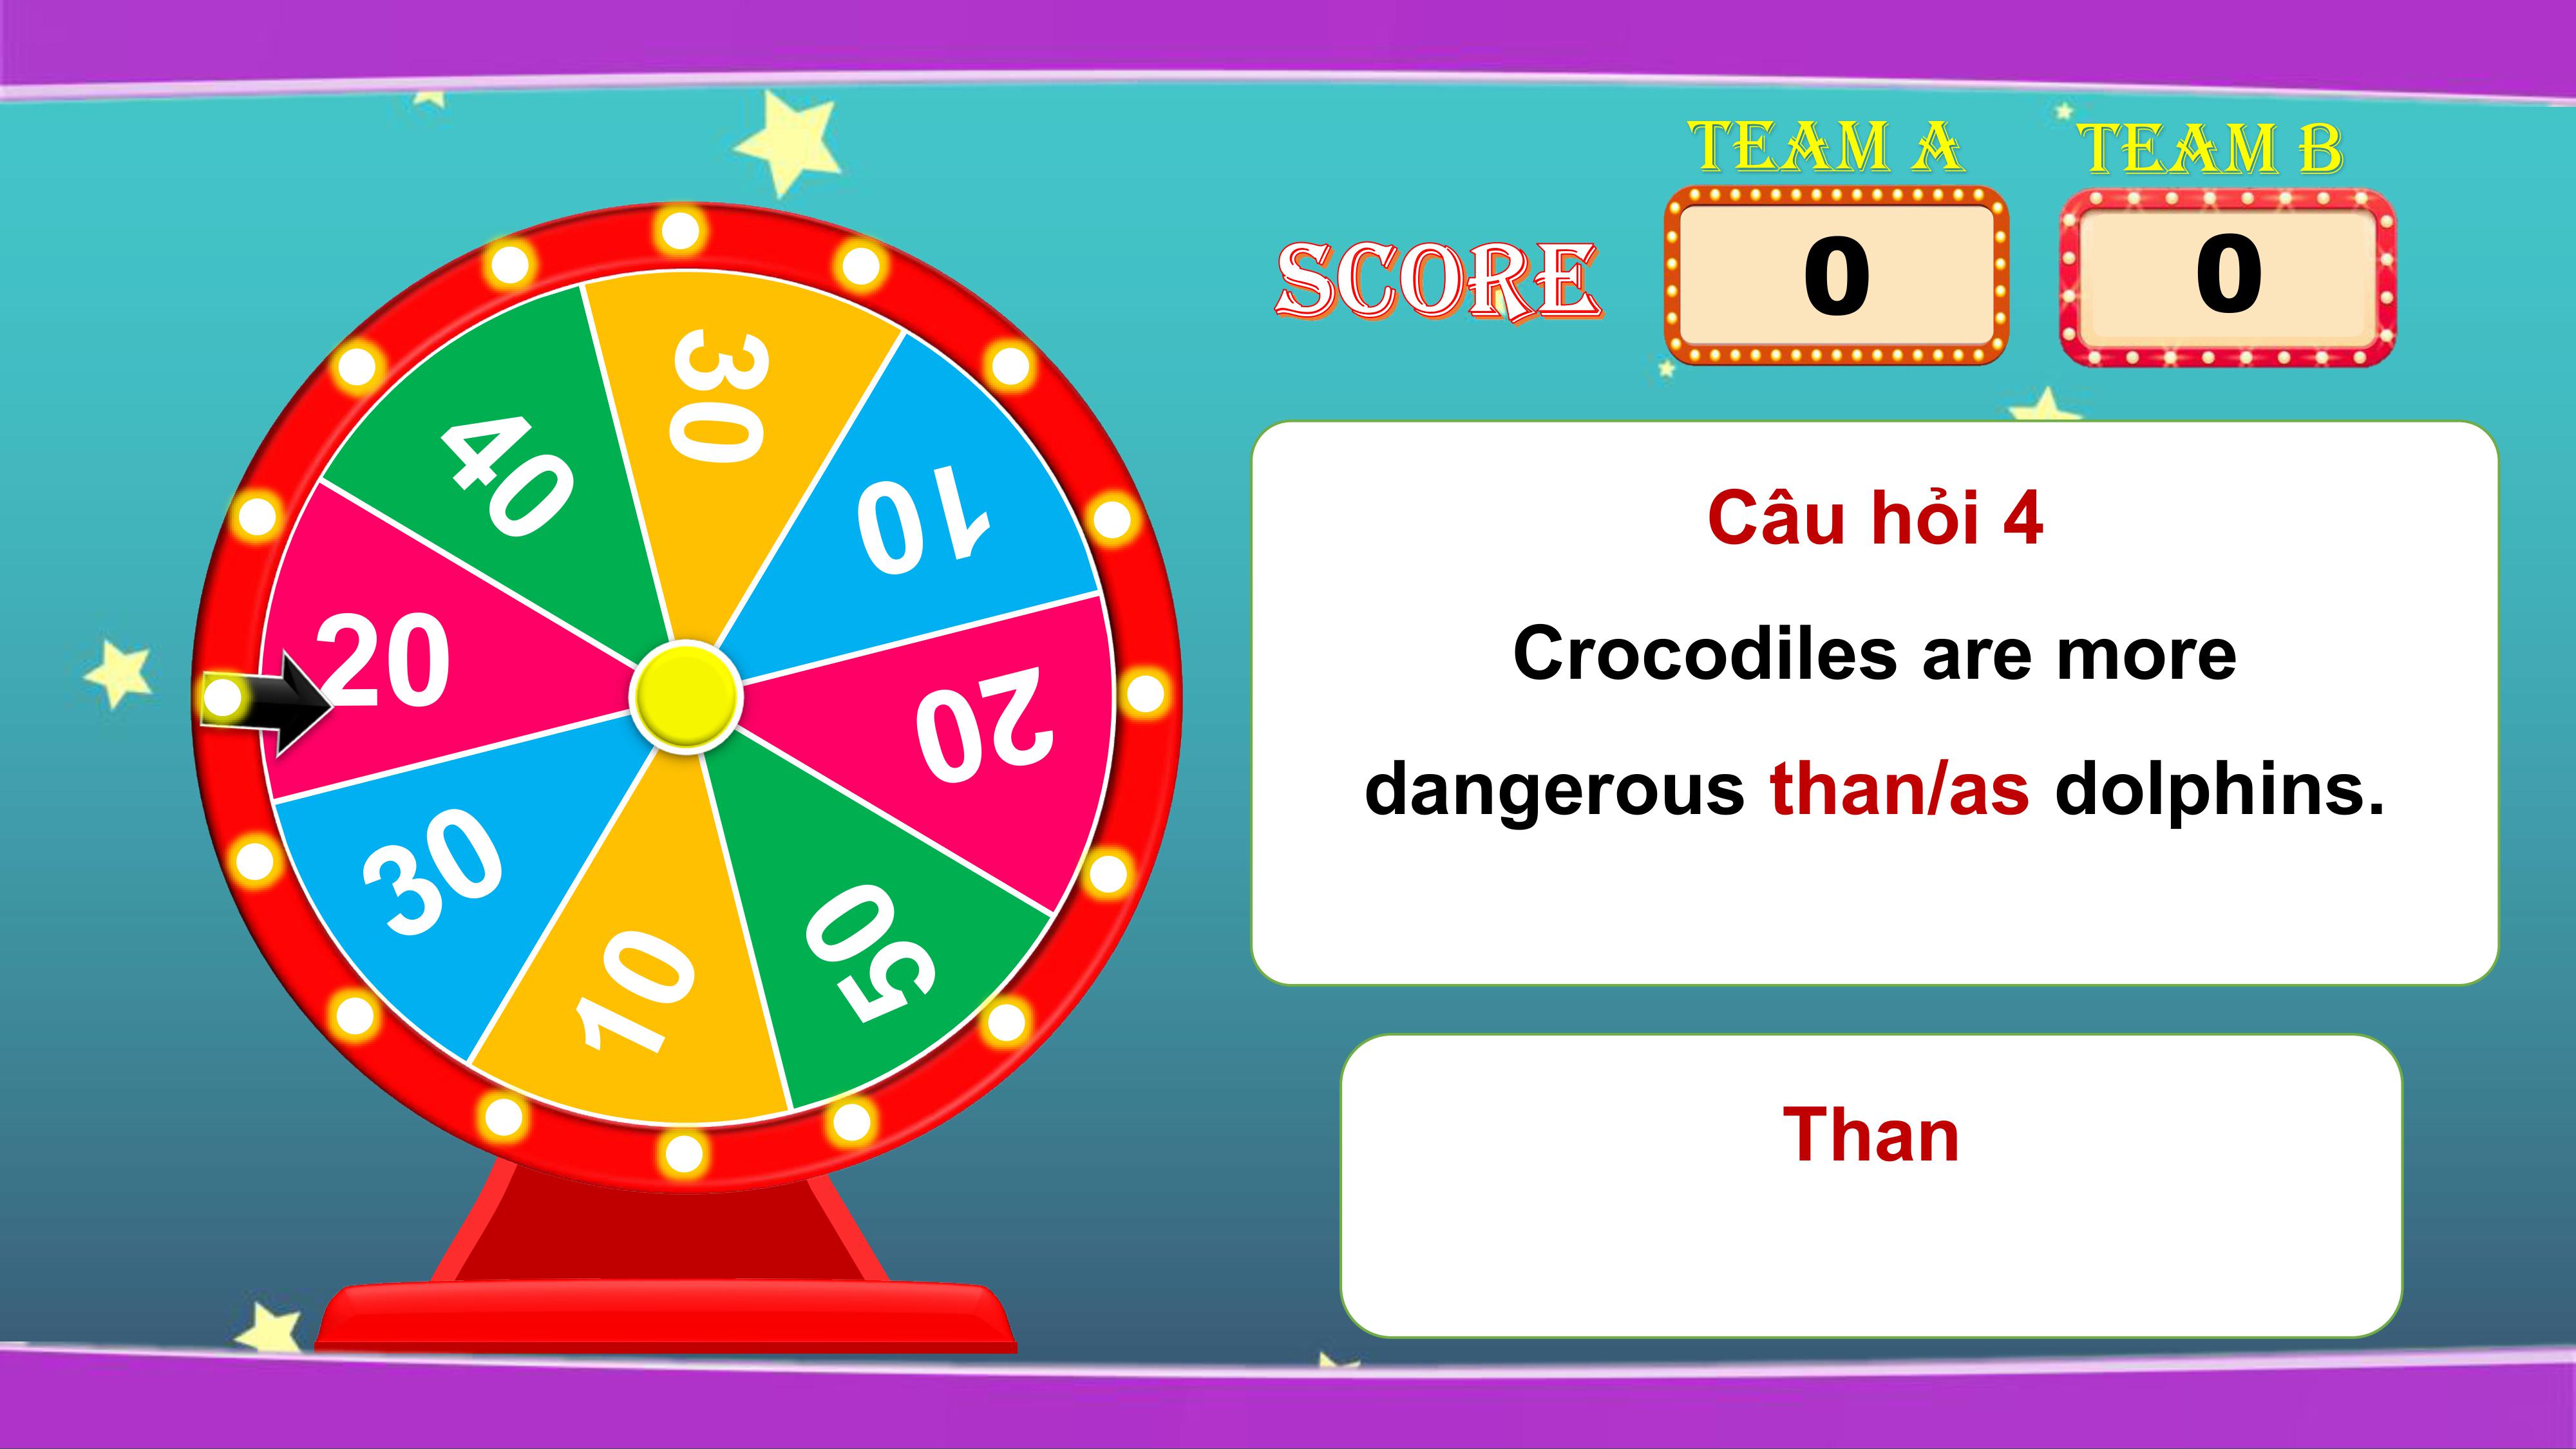 TEAM A
TEAM B
SCORE
0
0
30
40
10
20
20
30
50
10
Câu hỏi 4
Crocodiles are more
dangerous than/as dolphins.
Than